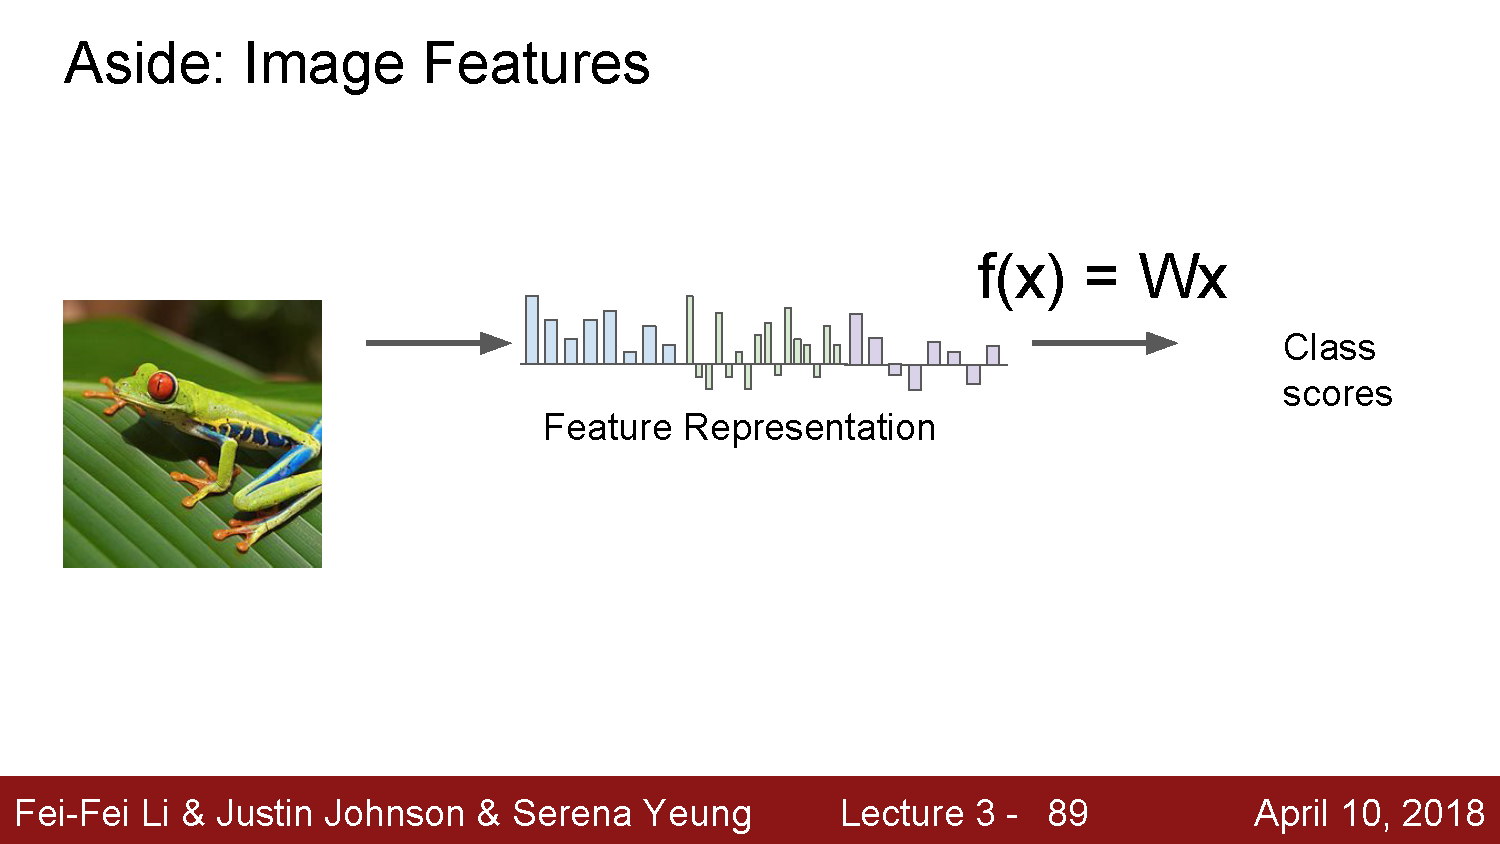 Aside: Image Features
f(x) = Wx
Class
scores
Feature Representation
Fei-Fei Li & Justin Johnson & Serena Yeung Lecture 3 - 89 April 10, 2018